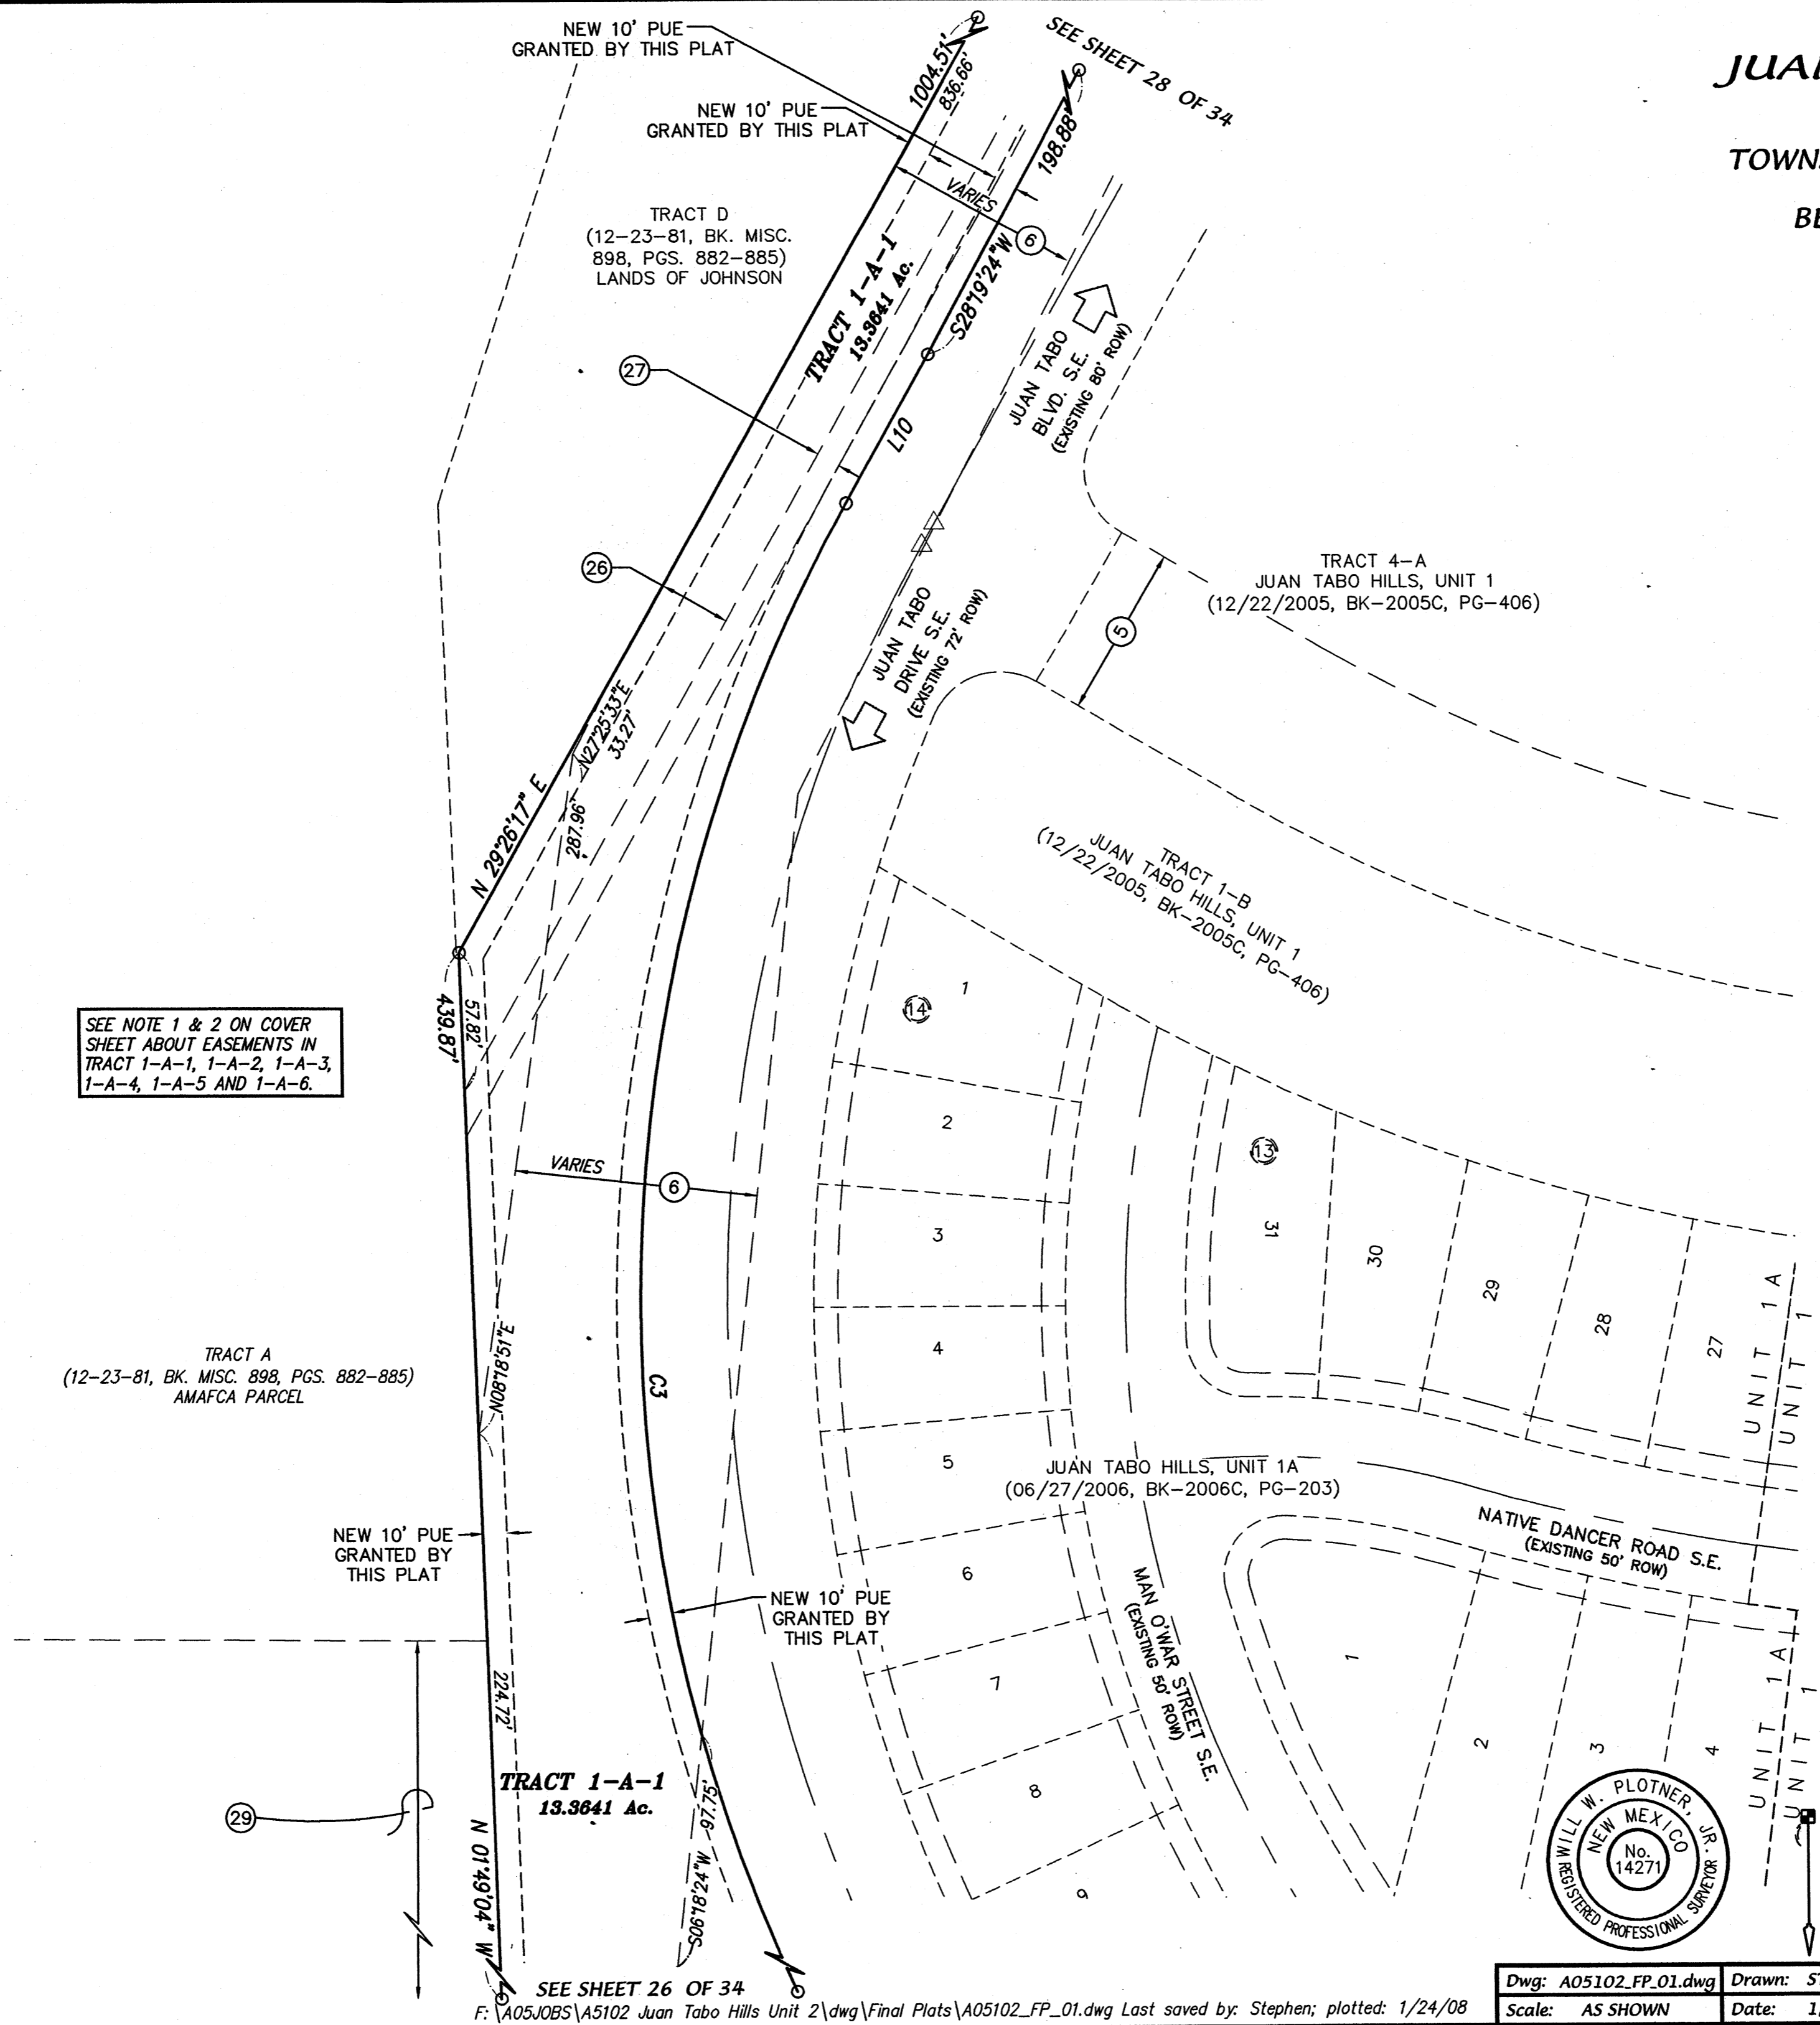 NEW 10' PUE
GRANTED BY THIS PLAT
NEW 10' PUE
GRANTED BY THIS PLAT
1004.51'
836.66'
SEE SHEET 28 OF 34
198.88'
VARIES
6
S28°19'24"W
TRACT D
(12-23-81, BK. MISC.
898, PGS. 882-885)
LANDS OF JOHNSON
TRACT 1-A-1
13.3641 Ac.
27
L10
JUAN TABO
BLVD. S.E.
(EXISTING 80' ROW)
26
TRACT 4-A
JUAN TABO HILLS, UNIT 1
(12/22/2005, BK-2005C, PG-406)
5
JUAN TABO
DRIVE S.E.
(EXISTING 72' ROW)
N27°25'33"E
33.27'
287.96'
N 29°26'17" E
TRACT 1-B
JUAN TABO HILLS, UNIT 1
(12/22/2005, BK-2005C, PG-406)
57.82'
439.87'
SEE NOTE 1 & 2 ON COVER
SHEET ABOUT EASEMENTS IN
TRACT 1-A-1, 1-A-2, 1-A-3,
1-A-4, 1-A-5 AND 1-A-6.
1
14
2
13
VARIES
6
3
31
30
29
28
27
UNIT 1A
UNIT 1
4
TRACT A
(12-23-81, BK. MISC. 898, PGS. 882-885)
AMAFCA PARCEL
N08°18'51"E
C3
5
JUAN TABO HILLS, UNIT 1A
(06/27/2006, BK-2006C, PG-203)
NATIVE DANCER ROAD S.E.
(EXISTING 50' ROW)
NEW 10' PUE
GRANTED BY
THIS PLAT
6
NEW 10' PUE
GRANTED BY
THIS PLAT
MAN O'WAR STREET S.E.
(EXISTING 50' ROW)
7
1
2
3
4
UNIT 1A
UNIT 1
224.72'
8
TRACT 1-A-1
13.3641 Ac.
29
N 01°49'04" W
S06°18'24"W
97.75'
9
WILL W. PLOTNER, JR.
NEW MEXICO
No.
14271
REGISTERED PROFESSIONAL SURVEYOR
SEE SHEET 26 OF 34
F: \A05JOBS\A5102 Juan Tabo Hills Unit 2\dwg\Final Plats\A05102_FP_01.dwg Last saved by: Stephen; plotted: 1/24/08
Dwg: A05102_FP_01.dwg
Drawn: ST
Scale: AS SHOWN
Date: 1/
JUAN
TOWNS
BE